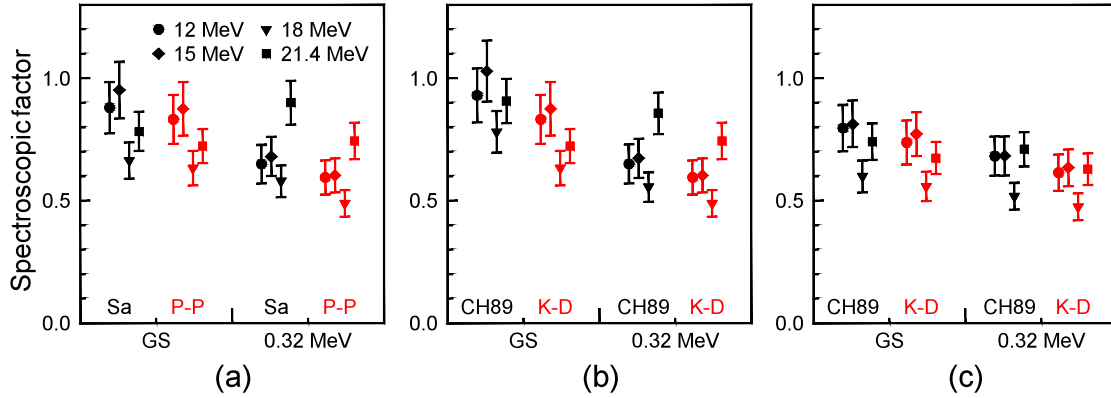 Spectroscopic factor
1.0
0.5
0.0
12 MeV
18 MeV
15 MeV
21.4 MeV
Sa
P-P
Sa
P-P
GS
0.32 MeV
(a)
1.0
0.5
0.0
CH89
K-D
CH89
K-D
GS
0.32 MeV
(b)
1.0
0.5
0.0
CH89
K-D
CH89
K-D
GS
0.32 MeV
(c)